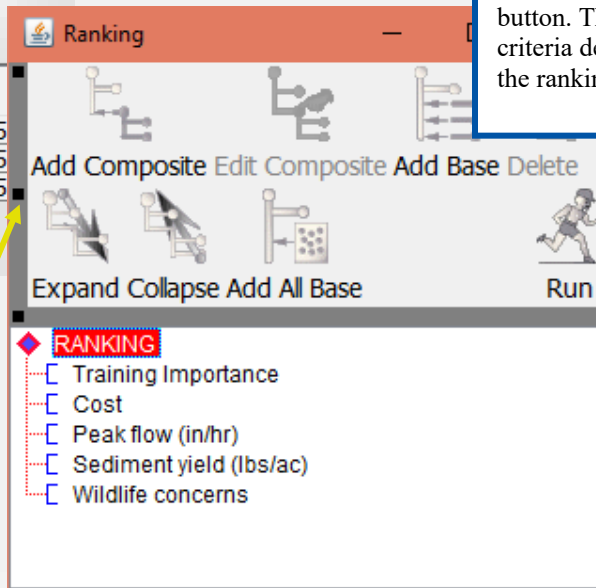 button.
criteria
the
Ranking
Add Composite Edit Composite Add Base Delete
Expand Collapse Add All Base Run
RANKING
Training Importance
Cost
Peak flow (in/hr)
Sediment yield (lbs/ac)
Wildlife concerns